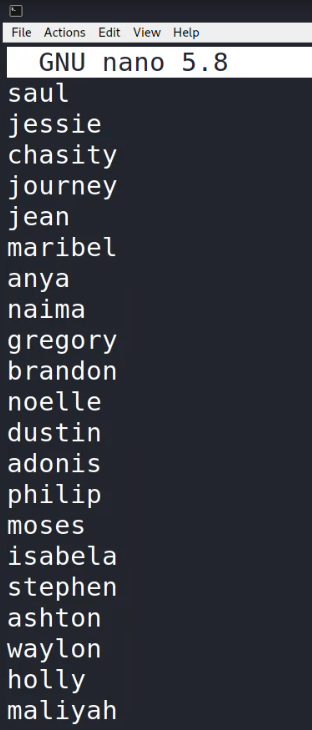 File Actions Edit View Help
GNU nano 5.8
saul
jessie
chasity
journey
jean
maribel
anya
naima
gregory
brandon
noelle
dustin
adonis
philip
moses
isabela
stephen
ashton
waylon
holly
maliyah